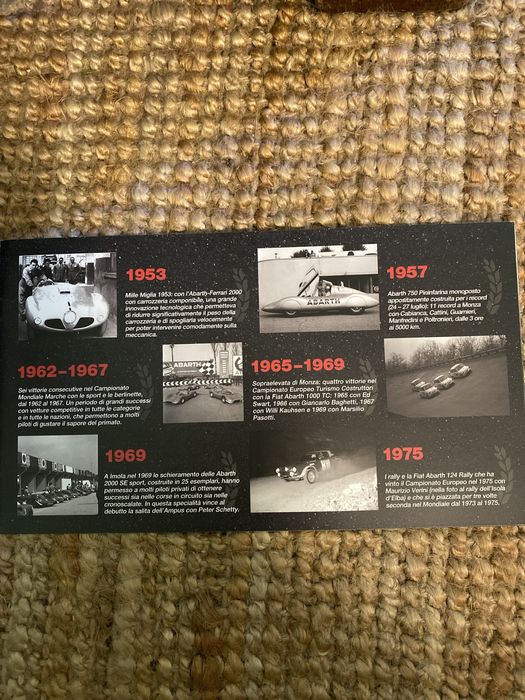 1953
Mille Miglia 1953: con l'Abarth-Ferrari 2000
con carrozzeria componibile, una grande
innovazione tecnologica che permetteva
di ridurre significativamente il peso della
carrozzeria e di spogliarla velocemente
per poter intervenire comodamente sulla
meccanica.
ABARTH
1957
Abarth 750 Pininfarina monoposto
appositamente costruita per i record
(24 – 27 luglio): 11 record a Monza
con Cabianca, Cattini, Guarnieri,
Manfredini e Poltronieri, dalle 3 ore
ai 5000 km.
1962–1967
Sei vittorie consecutive nel Campionato
Mondiale Marche con le sport e le berlinette,
dal 1962 al 1967. Un periodo di grandi successi
con vetture competitive in tutte le categorie
e in tutte le nazioni, che permettono a molti
piloti di gustare il sapore del primato.
ABARTH
1965–1969
Sopraelevata di Monza: quattro vittorie nel
Campionato Europeo Turismo Costruttori
con la Fiat Abarth 1000 TC: 1965 con Ed
Swart, 1966 con Giancarlo Baghetti, 1967
con Willi Kauhsen e 1969 con Marsilio
Pasotti.
1969
A Imola nel 1969 lo schieramento delle Abarth
2000 SE sport, costruite in 25 esemplari, hanno
permesso a molti piloti privati di ottenere
successi sia nelle corse in circuito sia nelle
cronoscalate. In questa specialità vince al
debutto la salita dell'Ampus con Peter Schetty.
1975
I rally e la Fiat Abarth 124 Rally che ha
vinto il Campionato Europeo nel 1975 con
Maurizio Verini (nella foto al rally dell'Isola
d'Elba) e che si è piazzata per tre volte
seconda nel Mondiale dal 1973 al 1975.